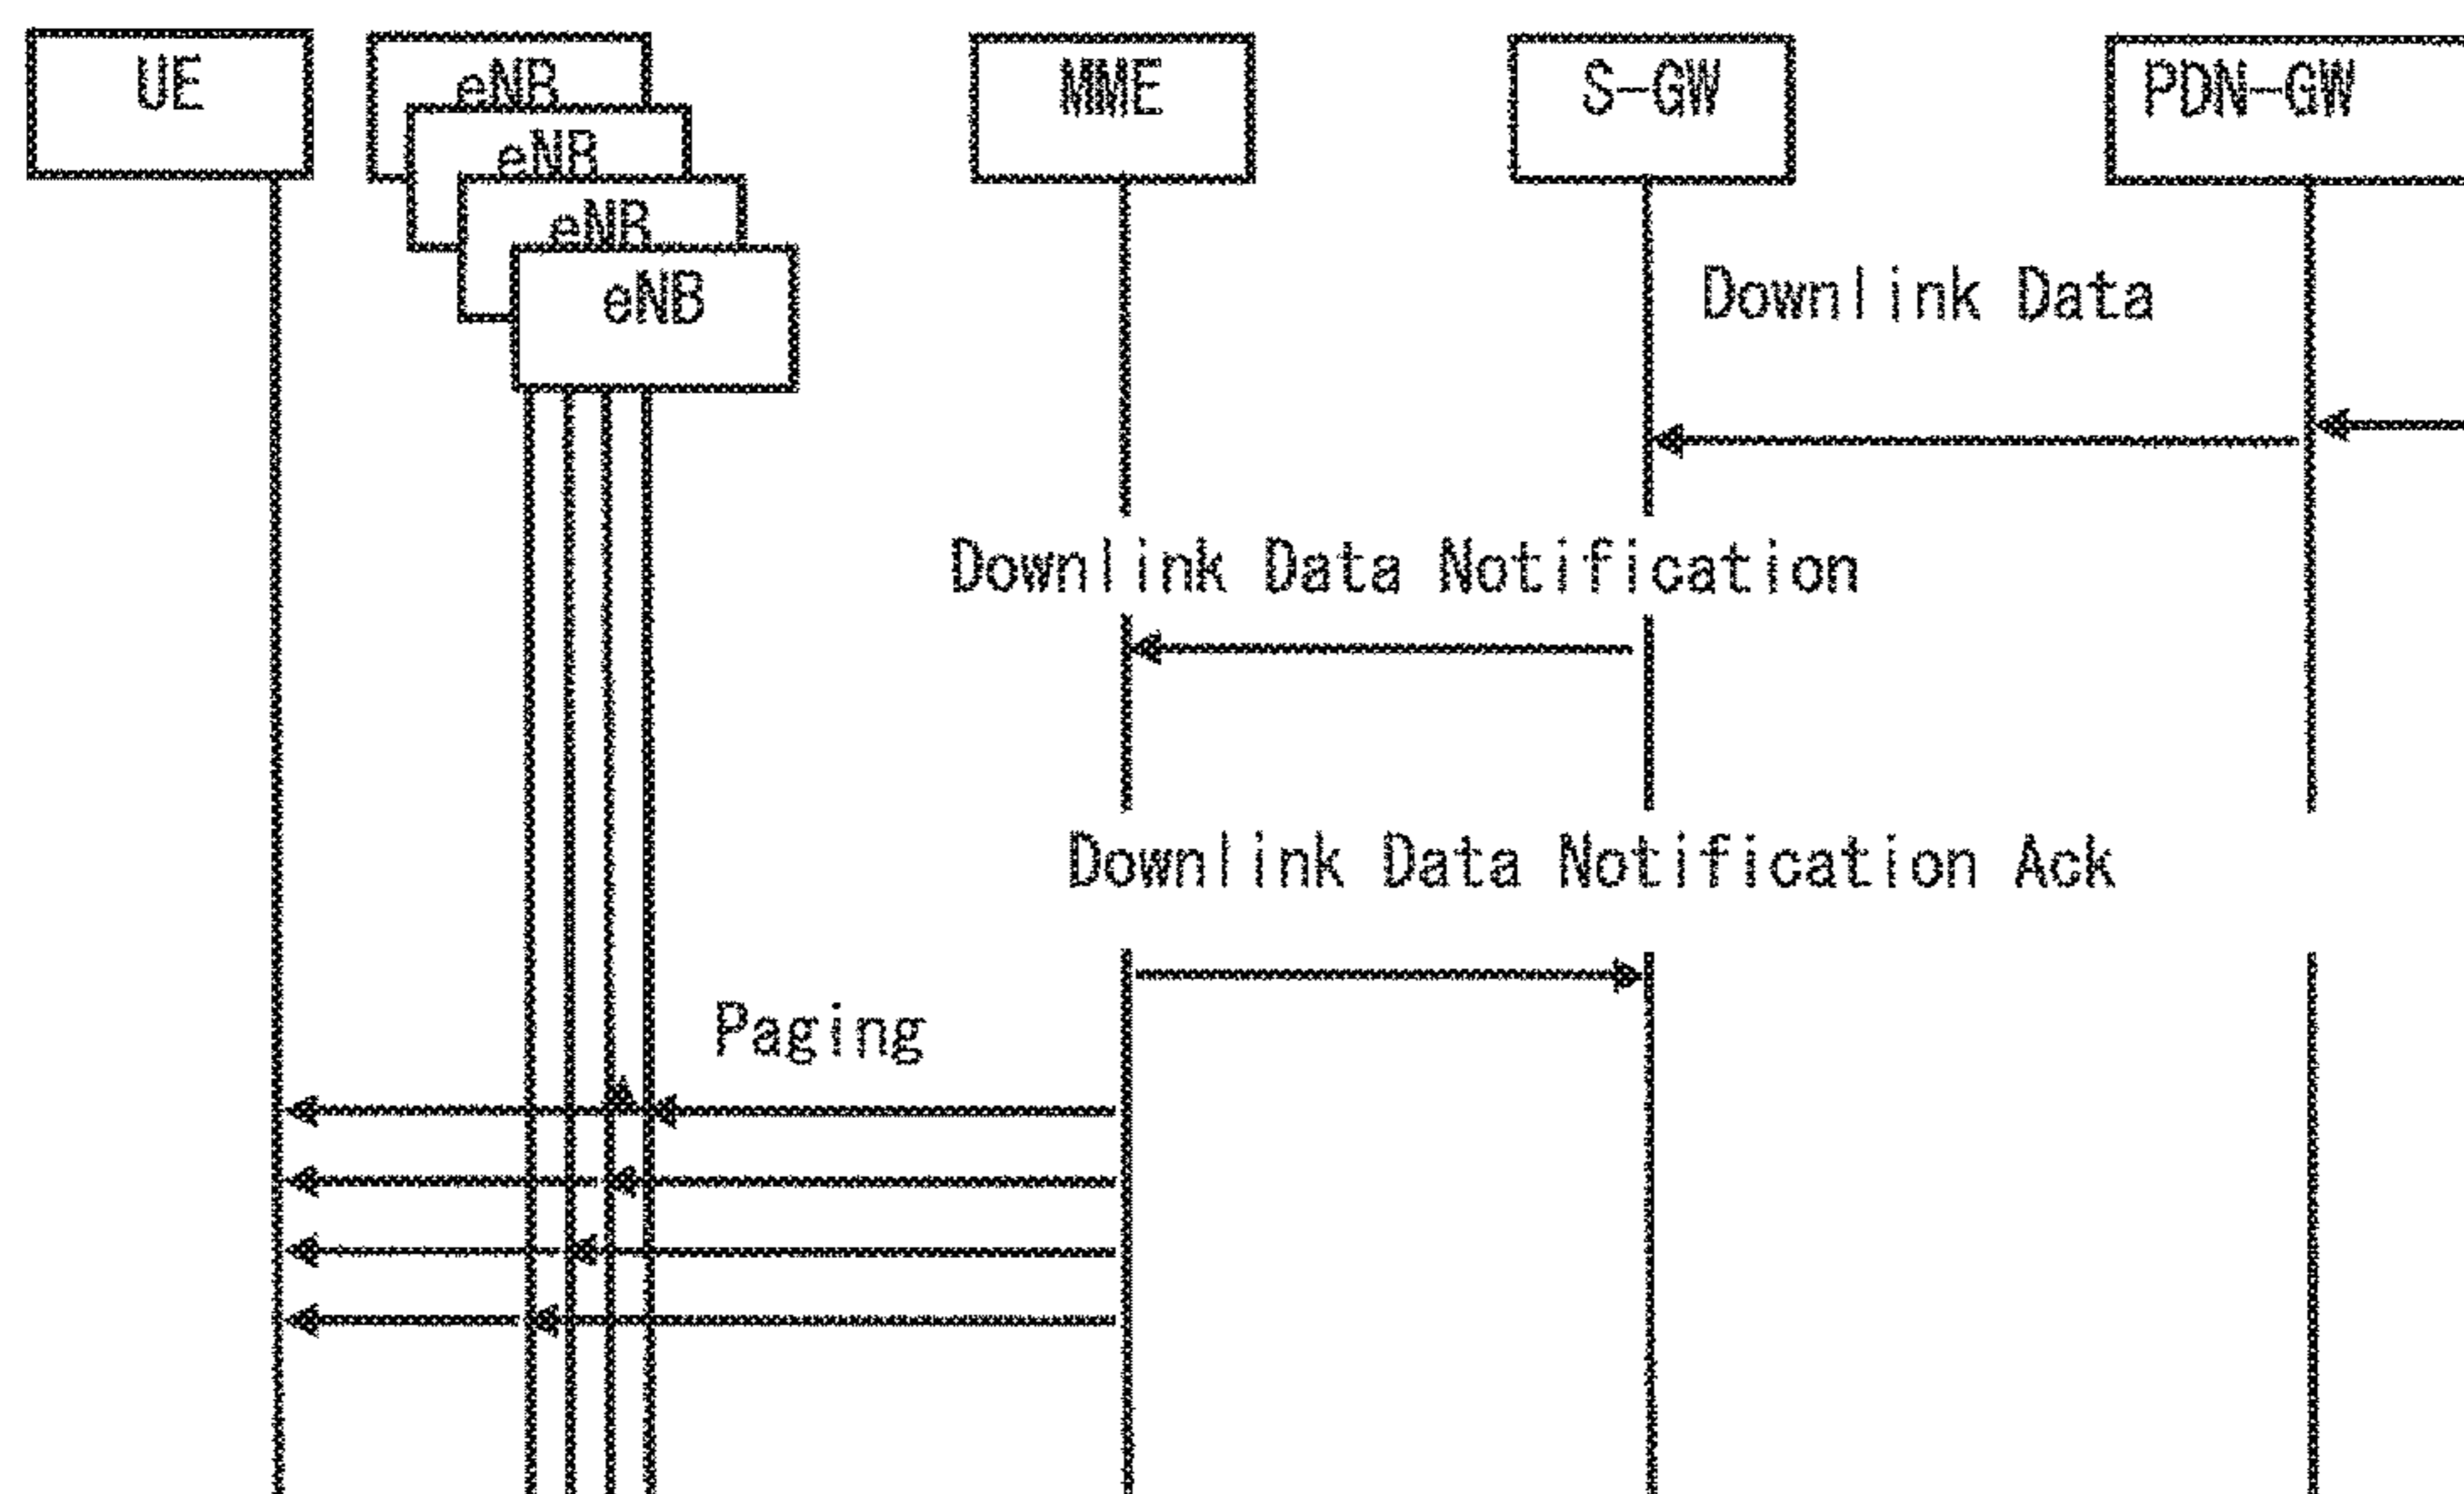 UE
eNB
eNB
eNB
eNB
MME
S-GW
PDN-GW
Downlink Data
Downlink Data Notification
Downlink Data Notification Ack
Paging